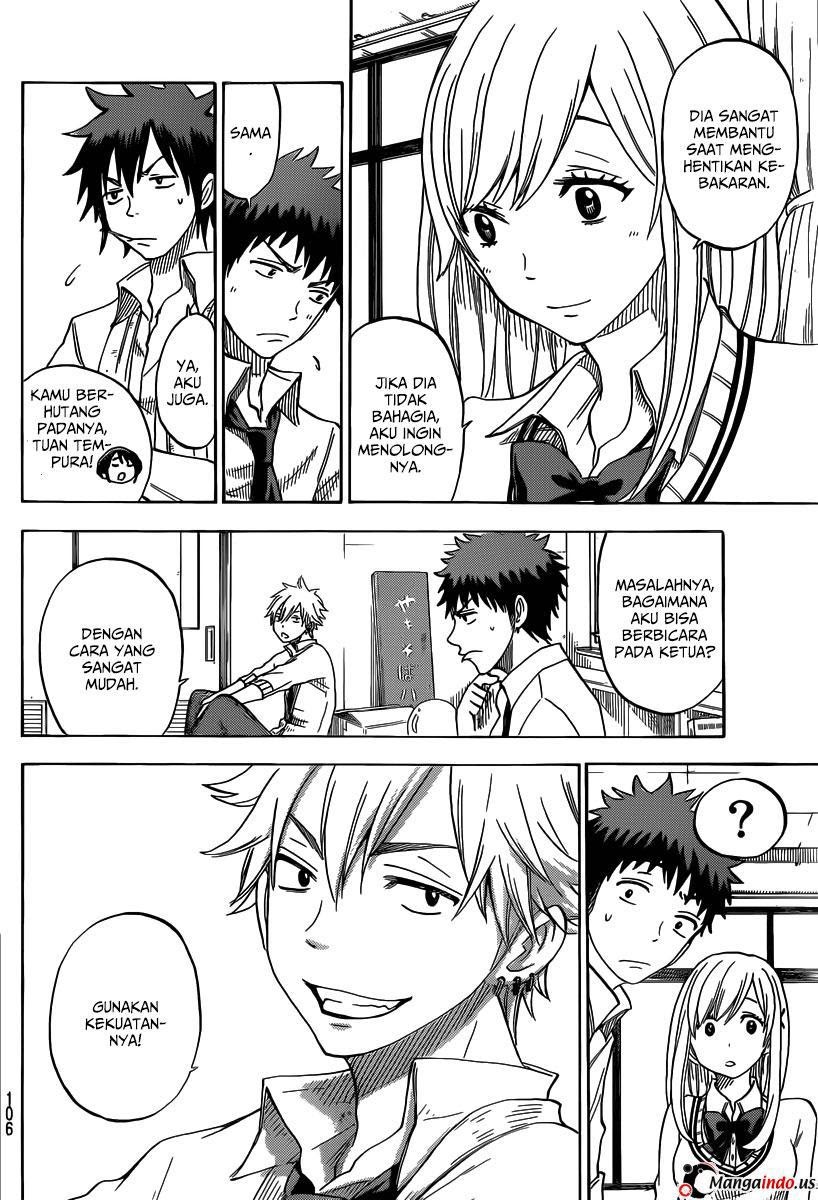 DIA SANGAT
MEMBANTU
SAAT MENG-
HENTIKAN KE-
BAKARAN.
JIKA DIA
TIDAK
BAHAGIA,
AKU INGIN
MENOLONG-
NYA.
SAMA
.
YA,
AKU
JUGA.
KAMU BER-
HUTANG
PADANYA,
TUAN TEM-
PURA!
MASALAHNYA,
BAGAIMANA
AKU BISA
BERBICARA
PADA KETUA?
DENGAN
CARA YANG
SANGAT
MUDAH.
?
GUNAKAN
KEKUATAN-
NYA!
106
Mangaindo.us